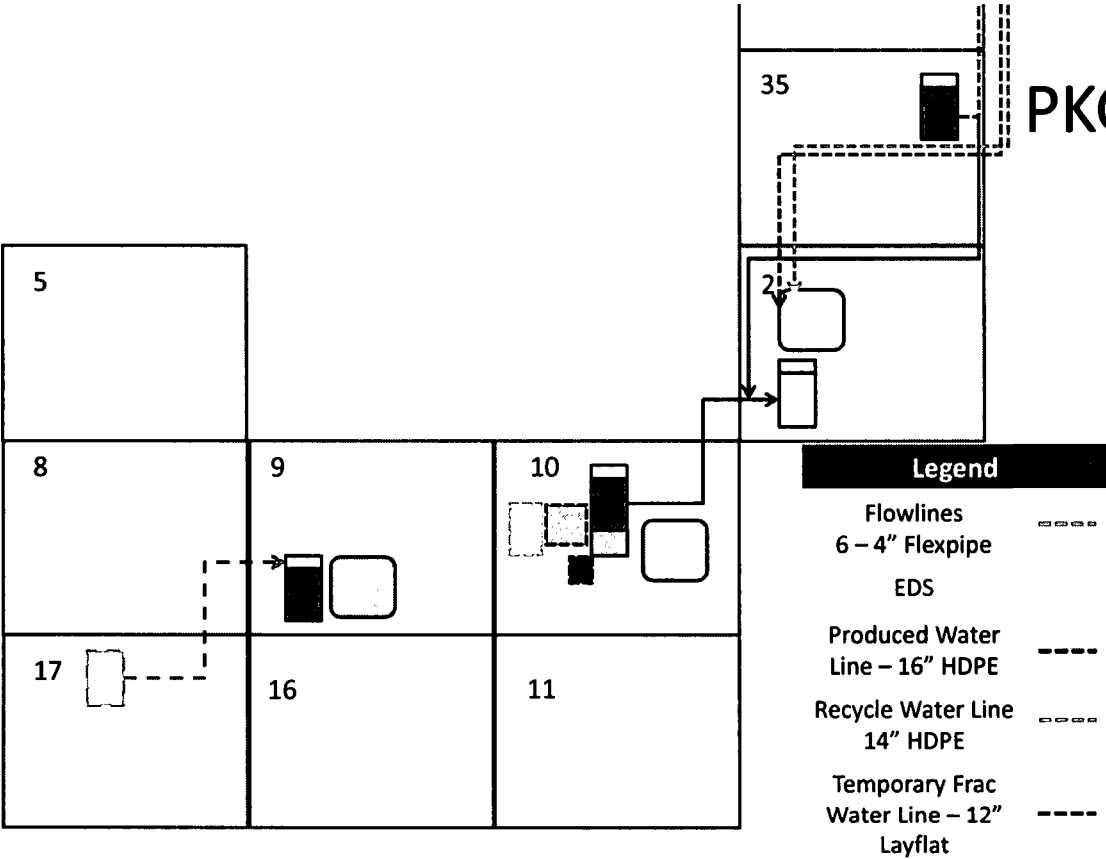 35
PK
5
2
8
9
10
Legend
Flowlines
6 – 4” Flexpipe
EDS
Produced Water
Line – 16” HDPE
17
16
11
Recycle Water Line
14” HDPE
Temporary Frac
Water Line – 12”
Layflat